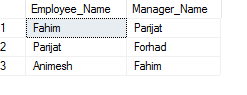 Employee_Name Manager_Name
1 Fahim Parijat
2 Parijat Forhad
3 Animesh Fahim